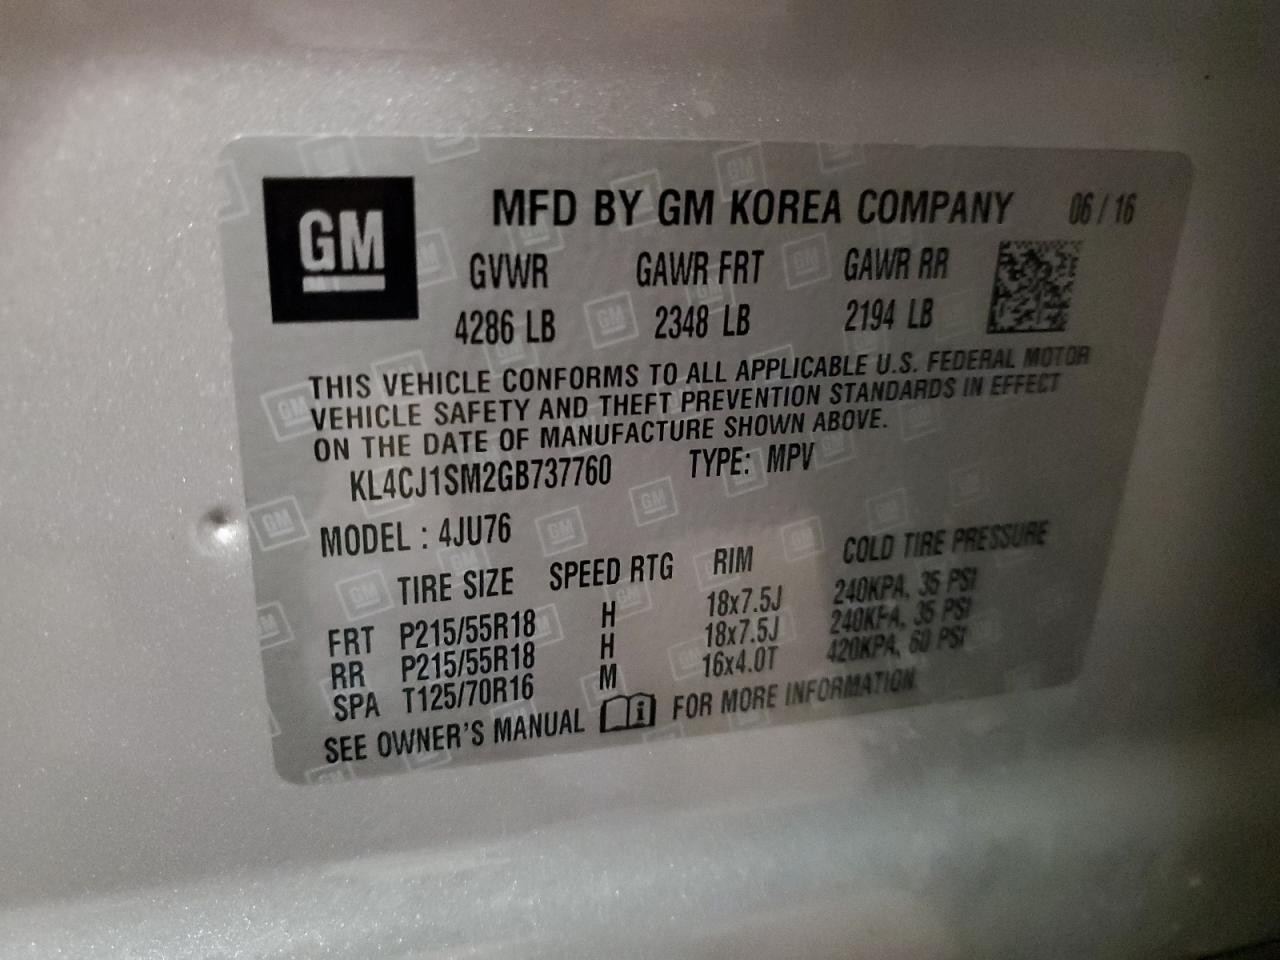 GM
MFD BY GM KOREA COMPANY 06 / 16
GVWR GAWR FRT GAWR RR
4286 LB 2348 LB 2194 LB
THIS VEHICLE CONFORMS TO ALL APPLICABLE U.S. FEDERAL MOTOR
VEHICLE SAFETY AND THEFT PREVENTION STANDARDS IN EFFECT
ON THE DATE OF MANUFACTURE SHOWN ABOVE.
KL4CJ1SM2GB737760 TYPE: MPV
MODEL : 4JU76
TIRE SIZE SPEED RTG RIM COLD TIRE PRESSURE
FRT P215/55R18 H 18x7.5J 240KPA, 35 PSI
RR P215/55R18 H 18x7.5J 240KPA, 35 PSI
SPA T125/70R16 M 16x4.0T 420KPA, 60 PSI
SEE OWNER'S MANUAL i FOR MORE INFORMATION.